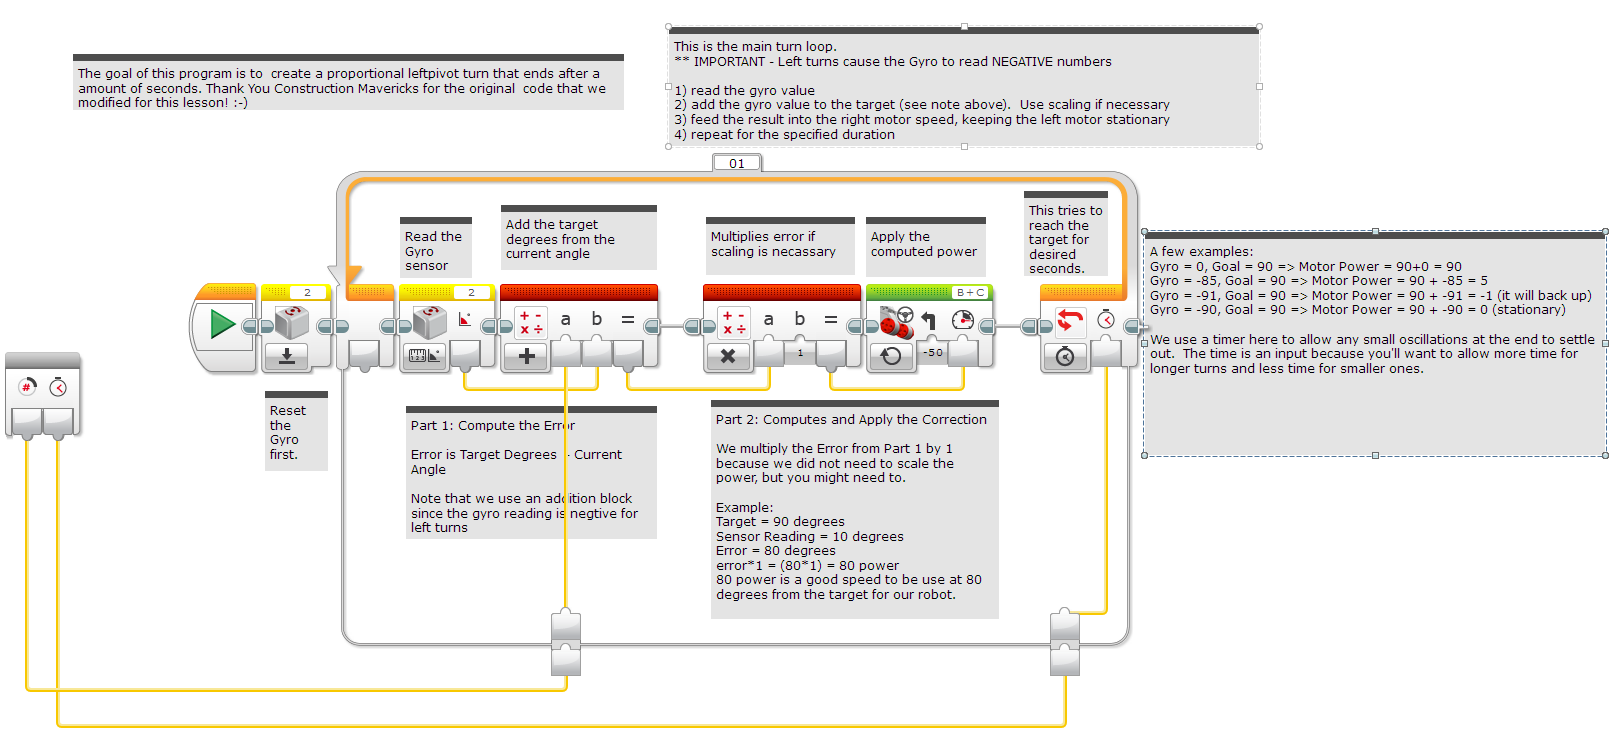 The goal of this program is to  create a proportional leftpivot turn that ends after a
amount of seconds. Thank You Construction Mavericks for the original  code that we
modified for this lesson! :-)
This is the main turn loop.
** IMPORTANT - Left turns cause the Gyro to read NEGATIVE numbers
1) read the gyro value
2) add the gyro value to the target (see note above).  Use scaling if necessary
3) feed the result into the right motor speed, keeping the left motor stationary
4) repeat for the specified duration
01
Read the
Gyro
sensor
Add the target
degrees from the
current angle
Multiplies error if
scaling is necassary
Apply the
computed power
This tries to
reach the
target for
desired
seconds.
A few examples:
Gyro = 0, Goal = 90 => Motor Power = 90+0 = 90
Gyro = -85, Goal = 90 => Motor Power = 90 + -85 = 5
Gyro = -91, Goal = 90 => Motor Power = 90 + -91 = -1 (it will back up)
Gyro = -90, Goal = 90 => Motor Power = 90 + -90 = 0 (stationary)
We use a timer here to allow any small oscillations at the end to settle
out.  The time is an input because you'll want to allow more time for
longer turns and less time for smaller ones.
2
2
B+C
+ -
x ÷
a b =
+ -
x ÷
a b =
+
×
1
-50
#
Reset
the
Gyro
first.
Part 1: Compute the Error
Error is Target Degrees  - Current
Angle
Note that we use an addition block
since the gyro reading is negtive for
left turns
Part 2: Computes and Apply the Correction
We multiply the Error from Part 1 by 1
because we did not need to scale the
power, but you might need to.
Example:
Target = 90 degrees
Sensor Reading = 10 degrees
Error = 80 degrees
error*1 = (80*1) = 80 power
80 power is a good speed to be use at 80
degrees from the target for our robot.